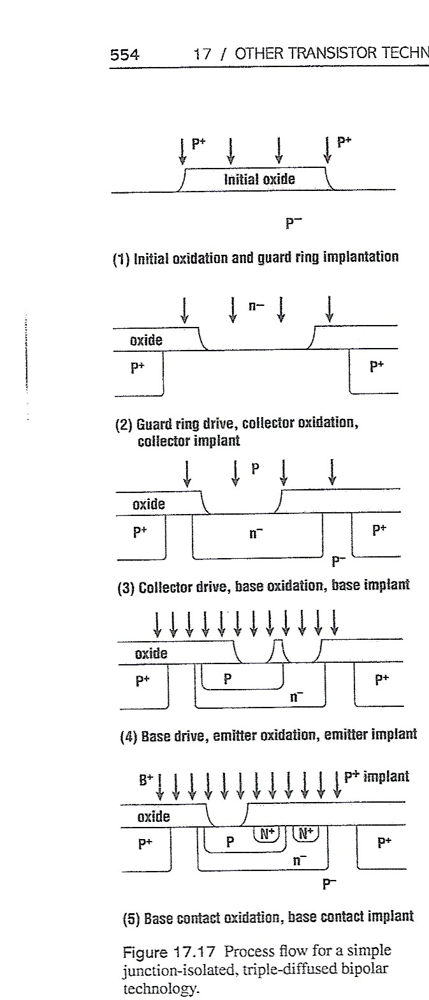 554 17 / OTHER TRANSISTOR TECHN
P+ P+
Initial oxide
P−
(1) Initial oxidation and guard ring implantation
n−
oxide
P+ P+
(2) Guard ring drive, collector oxidation,
collector implant
P
oxide
P+ n− P+
P−
(3) Collector drive, base oxidation, base implant
oxide
P+ P P+
n−
(4) Base drive, emitter oxidation, emitter implant
B+ P+ implant
oxide
P+ P N+ N+ P+
n−
P−
(5) Base contact oxidation, base contact implant
Figure 17.17 Process flow for a simple
junction-isolated, triple-diffused bipolar
technology.